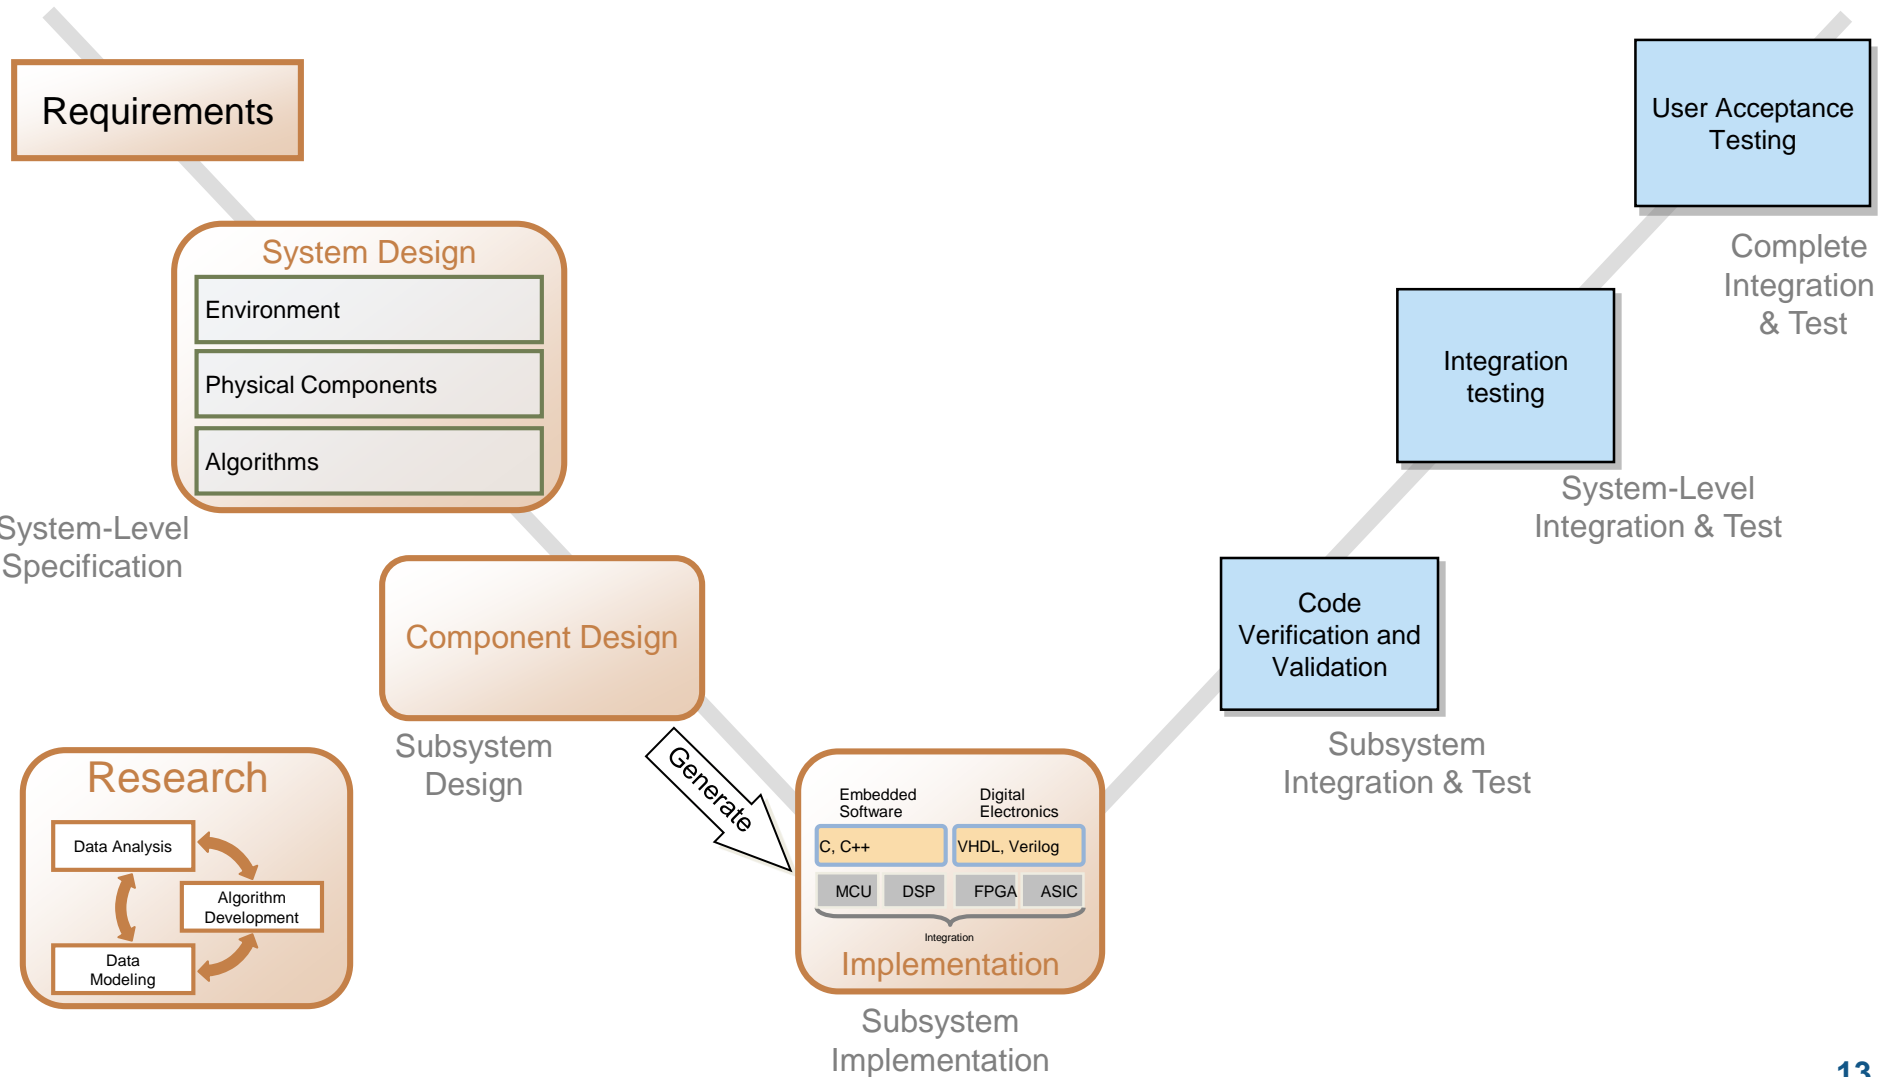 Requirements
System Design
Environment
Physical Components
Algorithms
System-Level
Specification
Component Design
Subsystem
Design
Generate
Research
Data Analysis
Algorithm
Development
Data
Modeling
Embedded
Software
Digital
Electronics
C, C++
VHDL, Verilog
MCU
DSP
FPGA
ASIC
Integration
Implementation
Subsystem
Implementation
Code
Verification and
Validation
Subsystem
Integration & Test
Integration
testing
System-Level
Integration & Test
User Acceptance
Testing
Complete
Integration
& Test
13